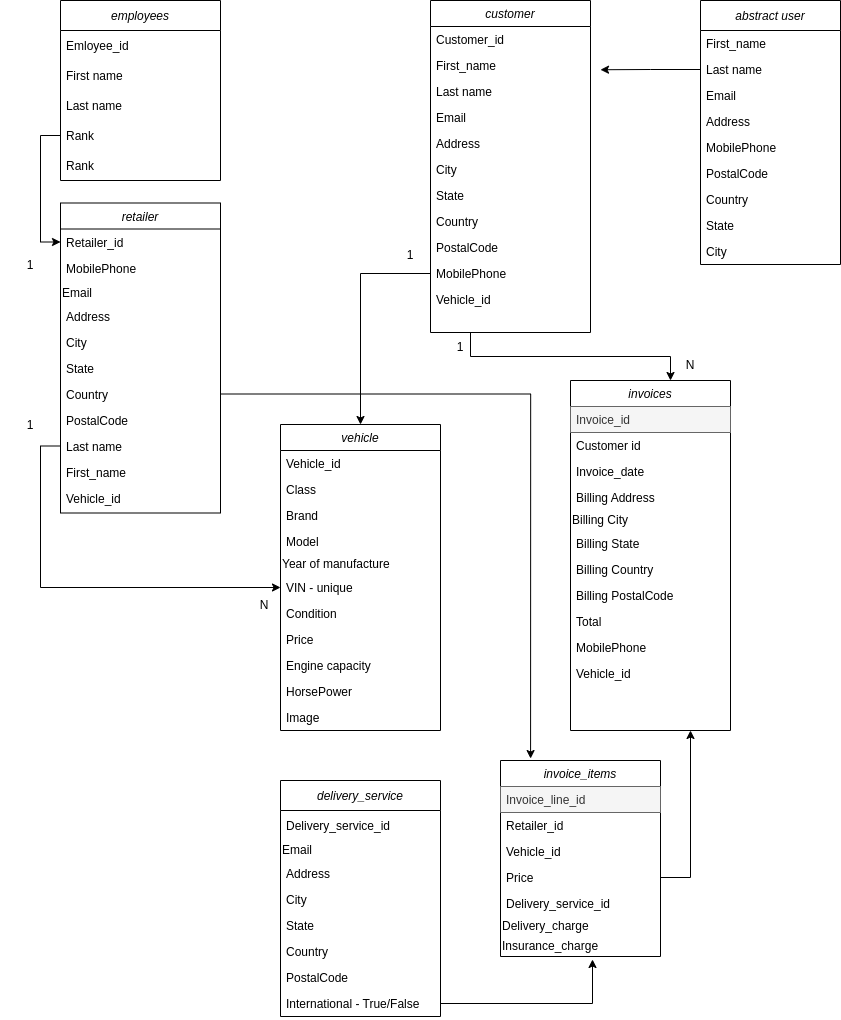 employees
Emloyee_id
First name
Last name
Rank
Rank
customer
Customer_id
First_name
Last name
Email
Address
City
State
Country
PostalCode
MobilePhone
Vehicle_id
abstract user
First_name
Last name
Email
Address
MobilePhone
PostalCode
Country
State
City
1
retailer
Retailer_id
MobilePhone
Email
Address
City
State
Country
PostalCode
Last name
First_name
Vehicle_id
1
1
1
N
N
vehicle
Vehicle_id
Class
Brand
Model
Year of manufacture
VIN - unique
Condition
Price
Engine capacity
HorsePower
Image
invoices
Invoice_id
Customer id
Invoice_date
Billing Address
Billing City
Billing State
Billing Country
Billing PostalCode
Total
MobilePhone
Vehicle_id
delivery_service
Delivery_service_id
Email
Address
City
State
Country
PostalCode
International - True/False
invoice_items
Invoice_line_id
Retailer_id
Vehicle_id
Price
Delivery_service_id
Delivery_charge
Insurance_charge